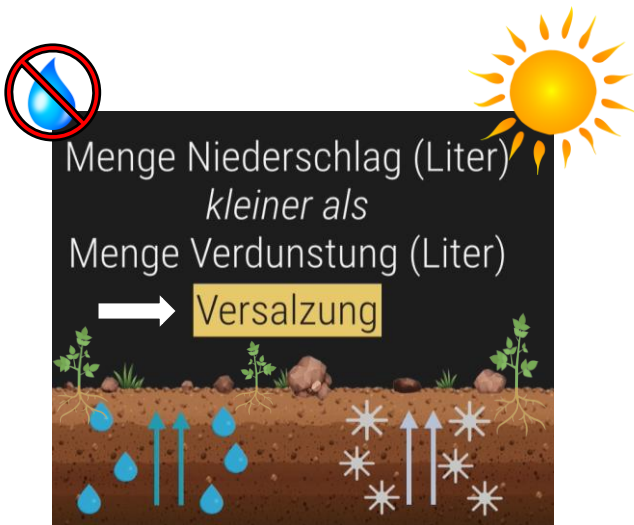 Menge Niederschlag (Liter)
kleiner als
Menge Verdunstung (Liter)
Versalzung